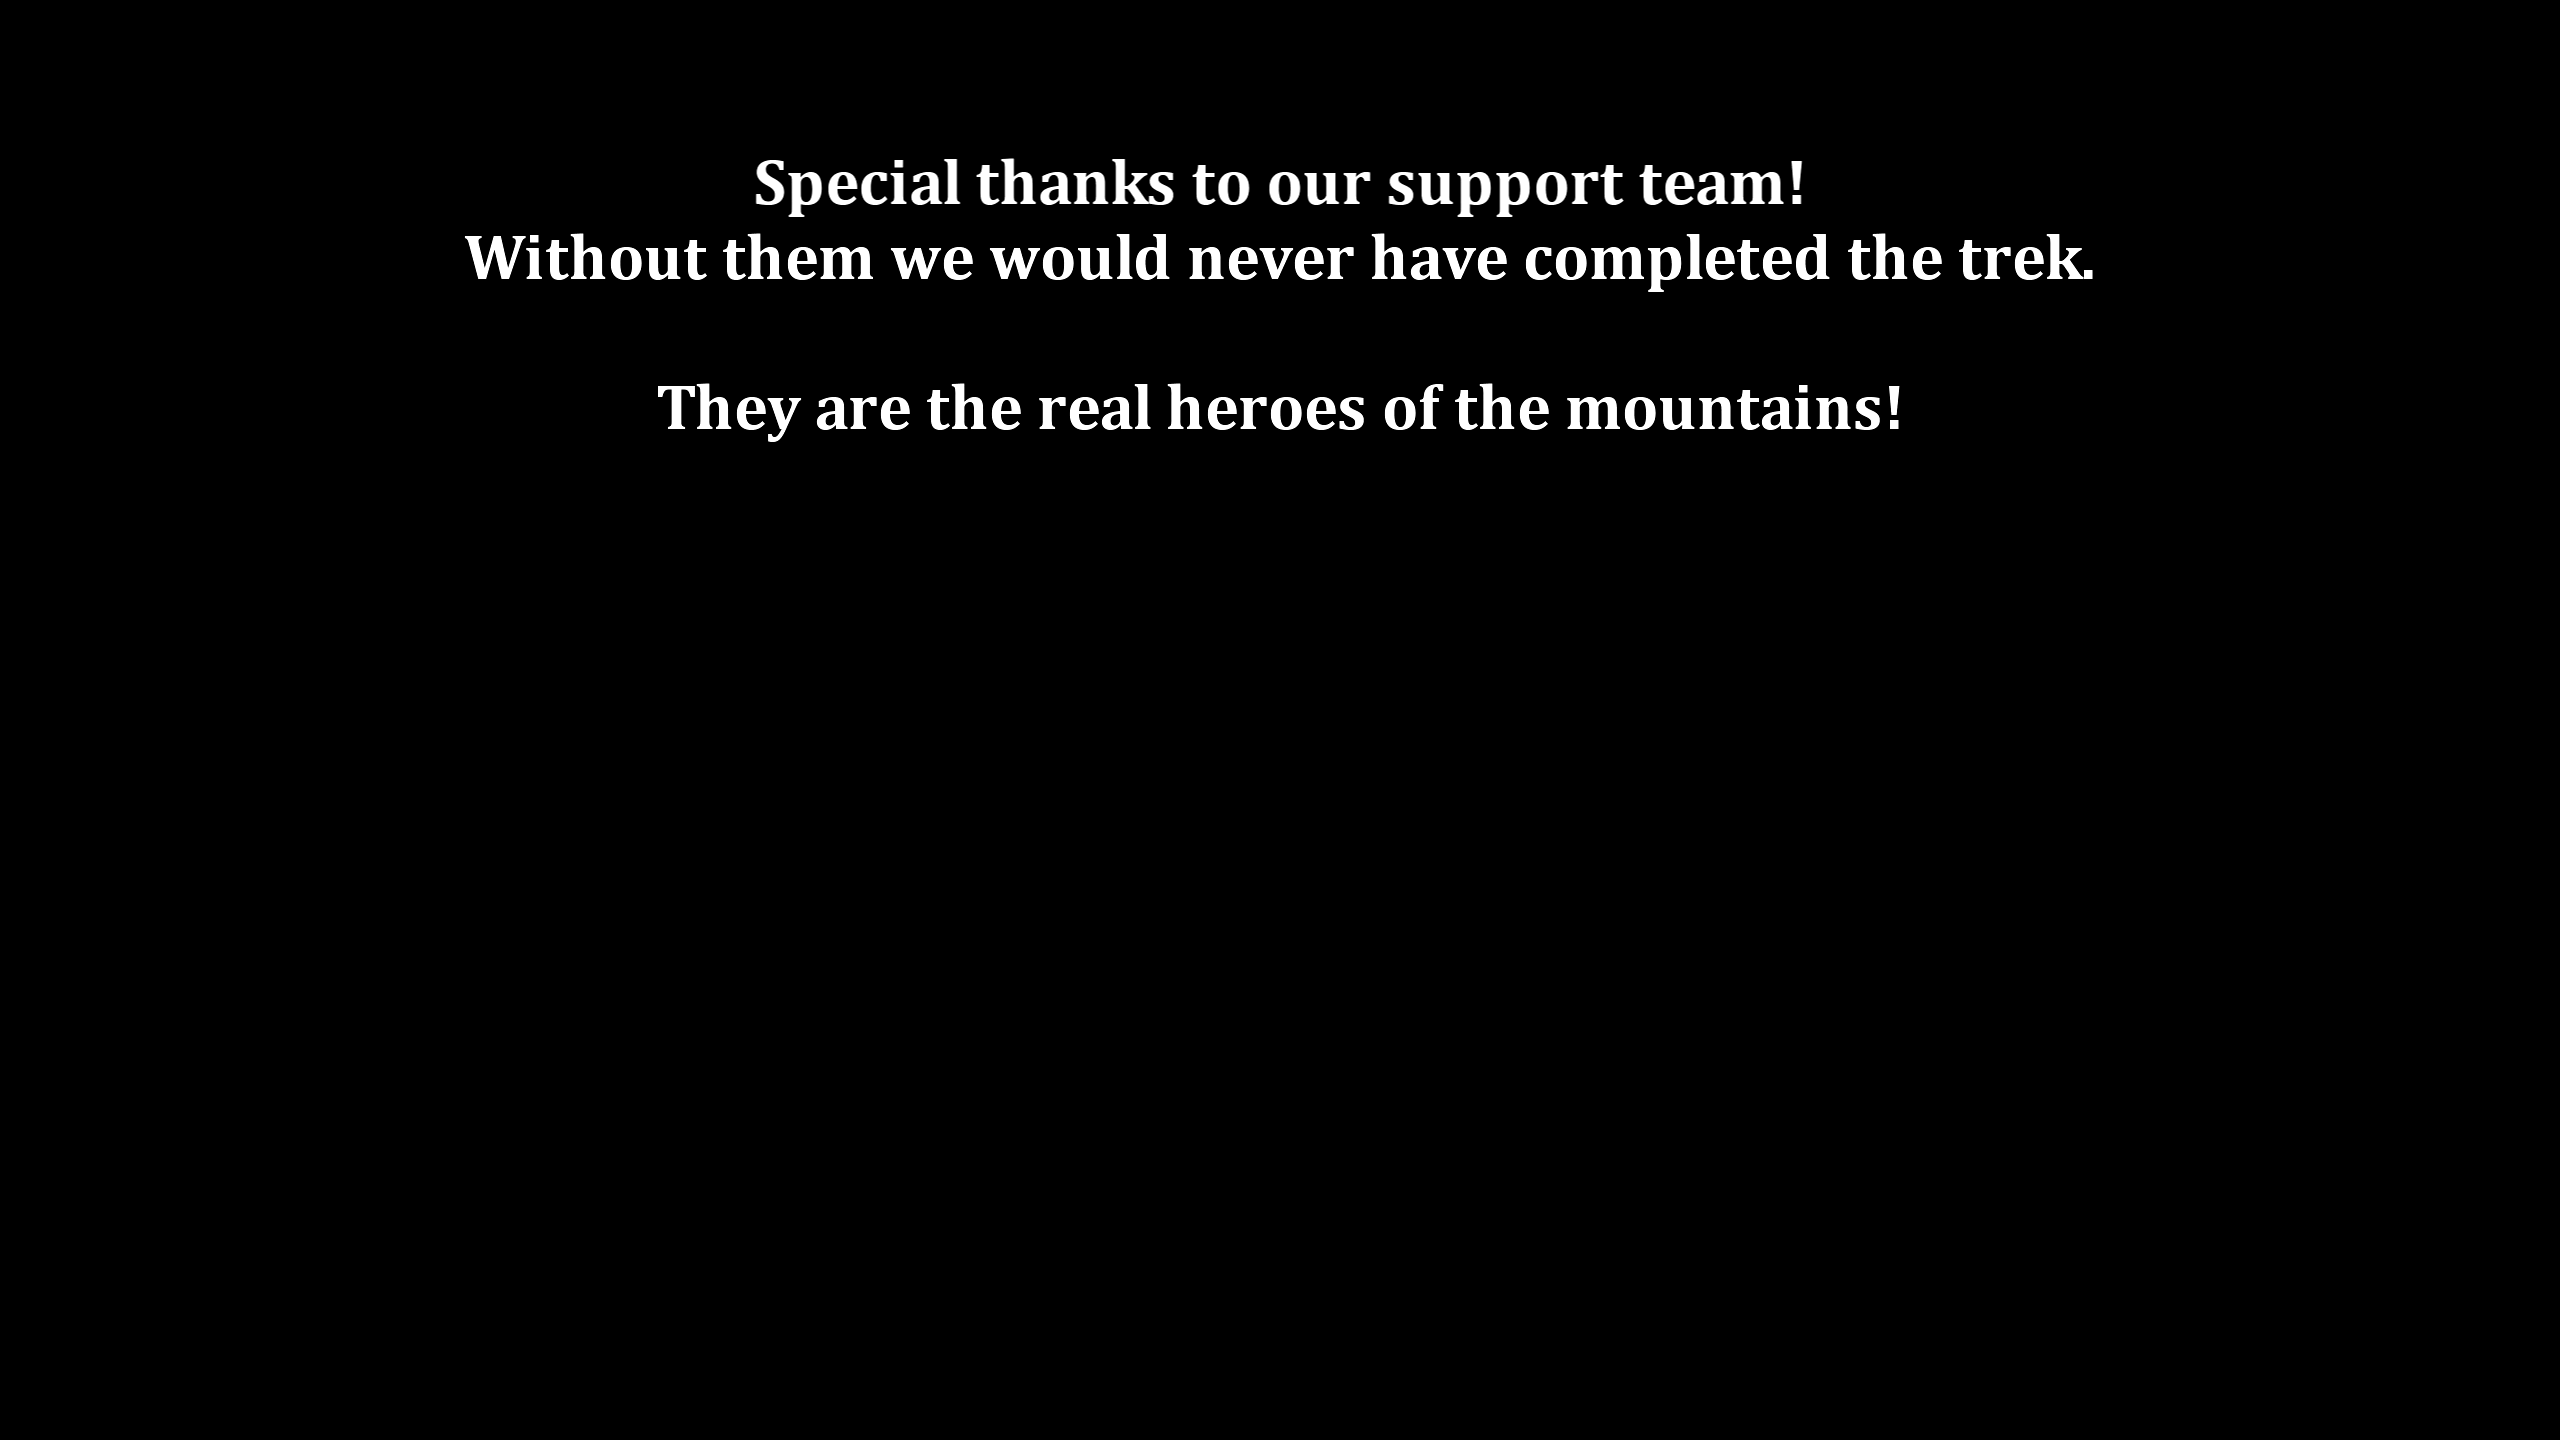 Special thanks to our support team!
Without them we would never have completed the trek.
They are the real heroes of the mountains!